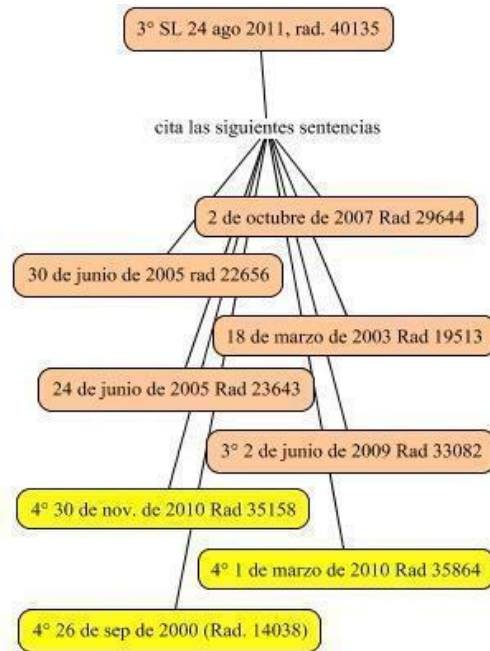 3° SL 24 ago 2011, rad. 40135
cita las siguientes sentencias
2 de octubre de 2007 Rad 29644
30 de junio de 2005 rad 22656
18 de marzo de 2003 Rad 19513
24 de junio de 2005 Rad 23643
3° 2 de junio de 2009 Rad 33082
4° 30 de nov. de 2010 Rad 35158
4° 1 de marzo de 2010 Rad 35864
4° 26 de sep de 2000 (Rad. 14038)